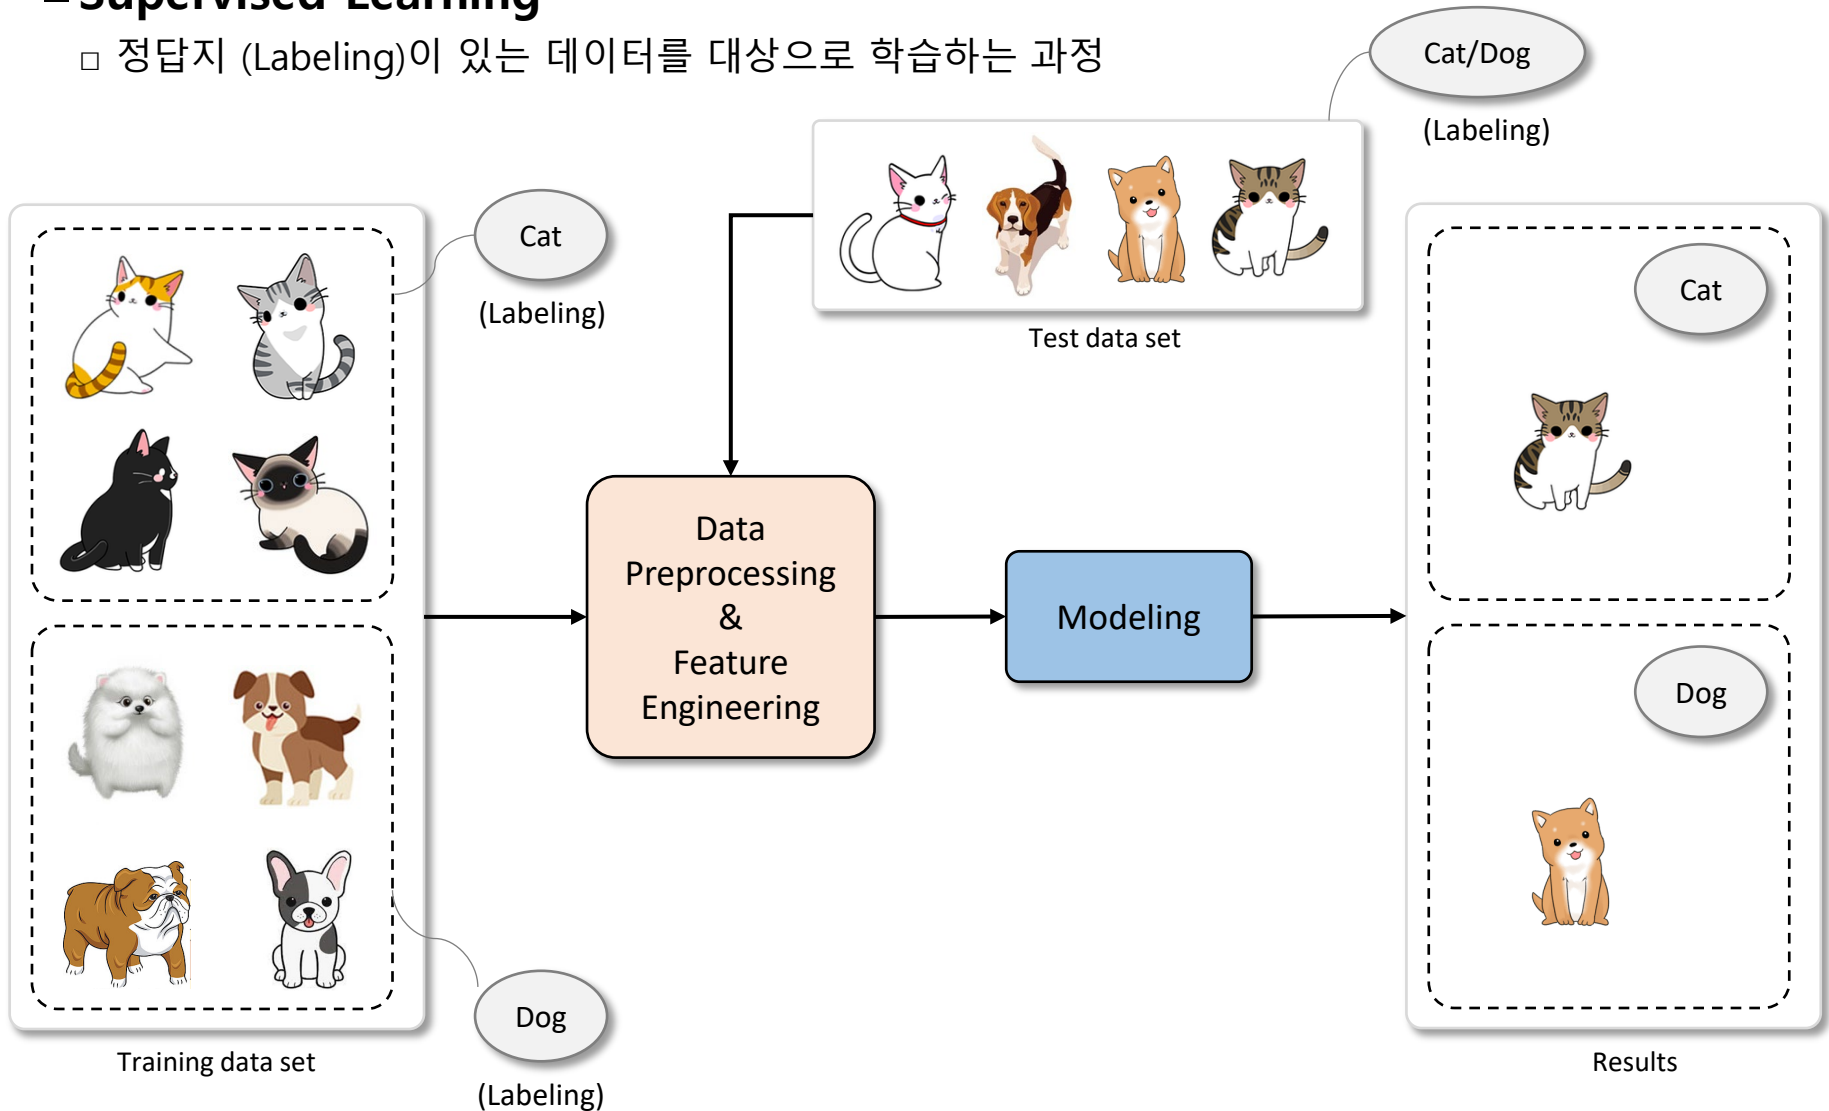 Supervised Learning
□ 정답지 (Labeling)이 있는 데이터를 대상으로 학습하는 과정
Cat/Dog
(Labeling)
Test data set
Cat
(Labeling)
Training data set
Dog
(Labeling)
Data
Preprocessing
&
Feature
Engineering
Modeling
Cat
Dog
Results